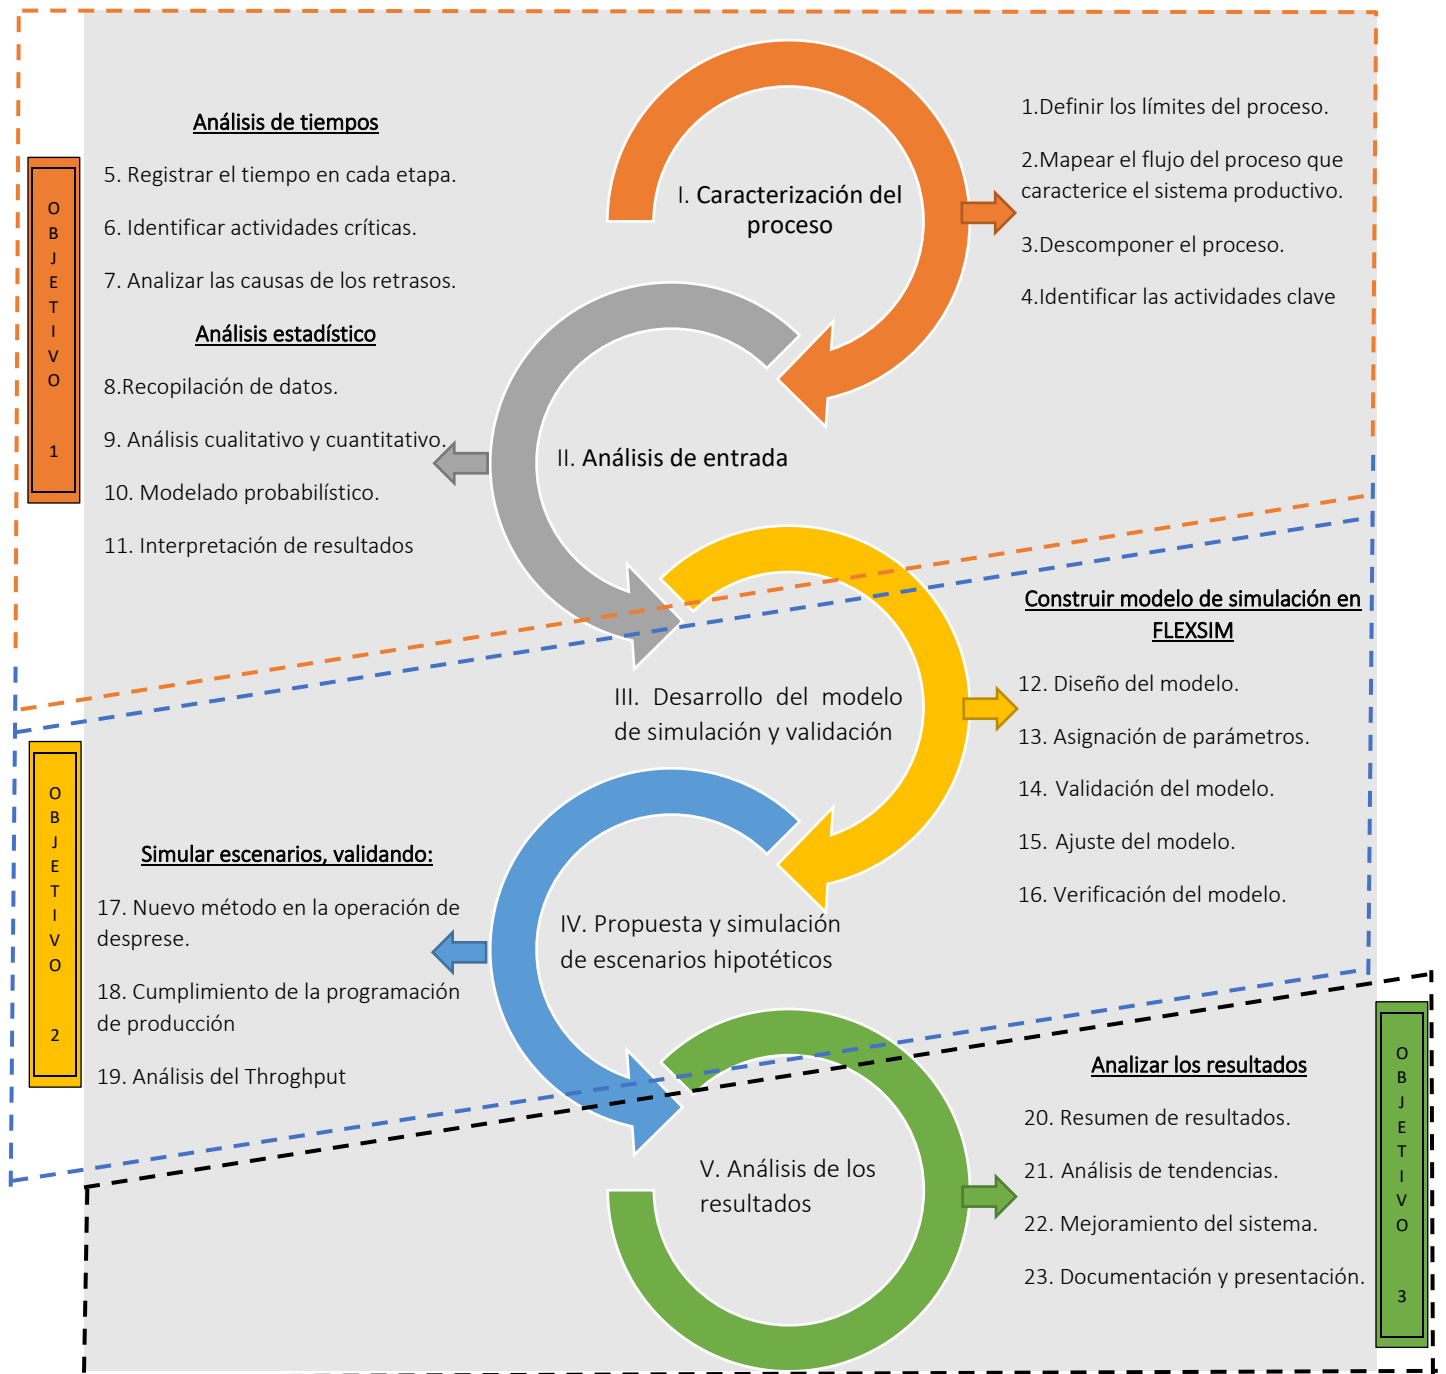 O
B
J
E
T
I
V
O
1
Análisis de tiempos
5. Registrar el tiempo en cada etapa.
6. Identificar actividades críticas.
7. Analizar las causas de los retrasos.
Análisis estadístico
8.Recopilación de datos.
9. Análisis cualitativo y cuantitativo.
10. Modelado probabilístico.
11. Interpretación de resultados
I. Caracterización del
proceso
1.Definir los límites del proceso.
2.Mapear el flujo del proceso que
caracterice el sistema productivo.
3.Descomponer el proceso.
4.Identificar las actividades clave
II. Análisis de entrada
III. Desarrollo del modelo
de simulación y validación
Construir modelo de simulación en
FLEXSIM
12. Diseño del modelo.
13. Asignación de parámetros.
14. Validación del modelo.
15. Ajuste del modelo.
16. Verificación del modelo.
O
B
J
E
T
I
V
O
2
Simular escenarios, validando:
17. Nuevo método en la operación de
desprese.
18. Cumplimiento de la programación
de producción
19. Análisis del Throghput
IV. Propuesta y simulación
de escenarios hipotéticos
V. Análisis de los
resultados
Analizar los resultados
20. Resumen de resultados.
21. Análisis de tendencias.
22. Mejoramiento del sistema.
23. Documentación y presentación.
O
B
J
E
T
I
V
O
3